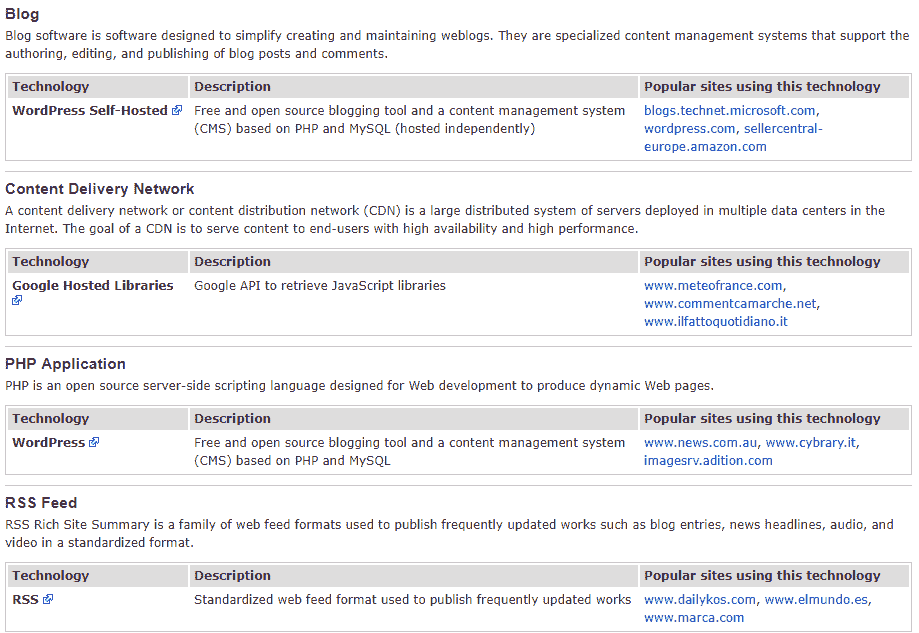 Blog
Blog software is software designed to simplify creating and maintaining weblogs. They are specialized content management systems that support the
authoring, editing, and publishing of blog posts and comments.
Technology Description Popular sites using this technology
WordPress Self-Hosted Free and open source blogging tool and a content management system blogs.technet.microsoft.com,
(CMS) based on PHP and MySQL (hosted independently) wordpress.com, sellercentral-
europe.amazon.com
Content Delivery Network
A content delivery network or content distribution network (CDN) is a large distributed system of servers deployed in multiple data centers in the
Internet. The goal of a CDN is to serve content to end-users with high availability and high performance.
Technology Description Popular sites using this technology
Google Hosted Libraries Google API to retrieve JavaScript libraries www.meteofrance.com,
www.commentcamarche.net,
www.ilfattoquotidiano.it
PHP Application
PHP is an open source server-side scripting language designed for Web development to produce dynamic Web pages.
Technology Description Popular sites using this technology
WordPress Free and open source blogging tool and a content management system www.news.com.au, www.cybrary.it,
(CMS) based on PHP and MySQL imagesrv.adition.com
RSS Feed
RSS Rich Site Summary is a family of web feed formats used to publish frequently updated works such as blog entries, news headlines, audio, and
video in a standardized format.
Technology Description Popular sites using this technology
RSS Standardized web feed format used to publish frequently updated works www.dailykos.com, www.elmundo.es,
www.marca.com